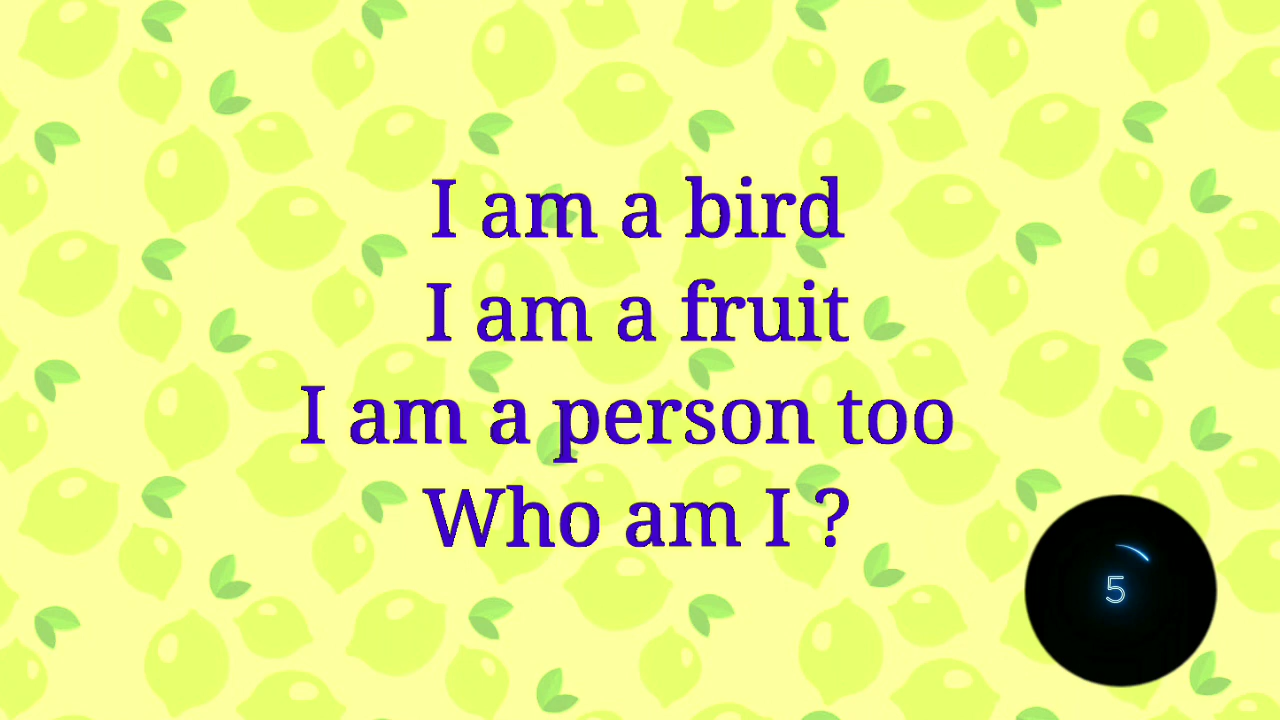 I am a bird
I am a fruit
I am a person too
Who am I ?
5